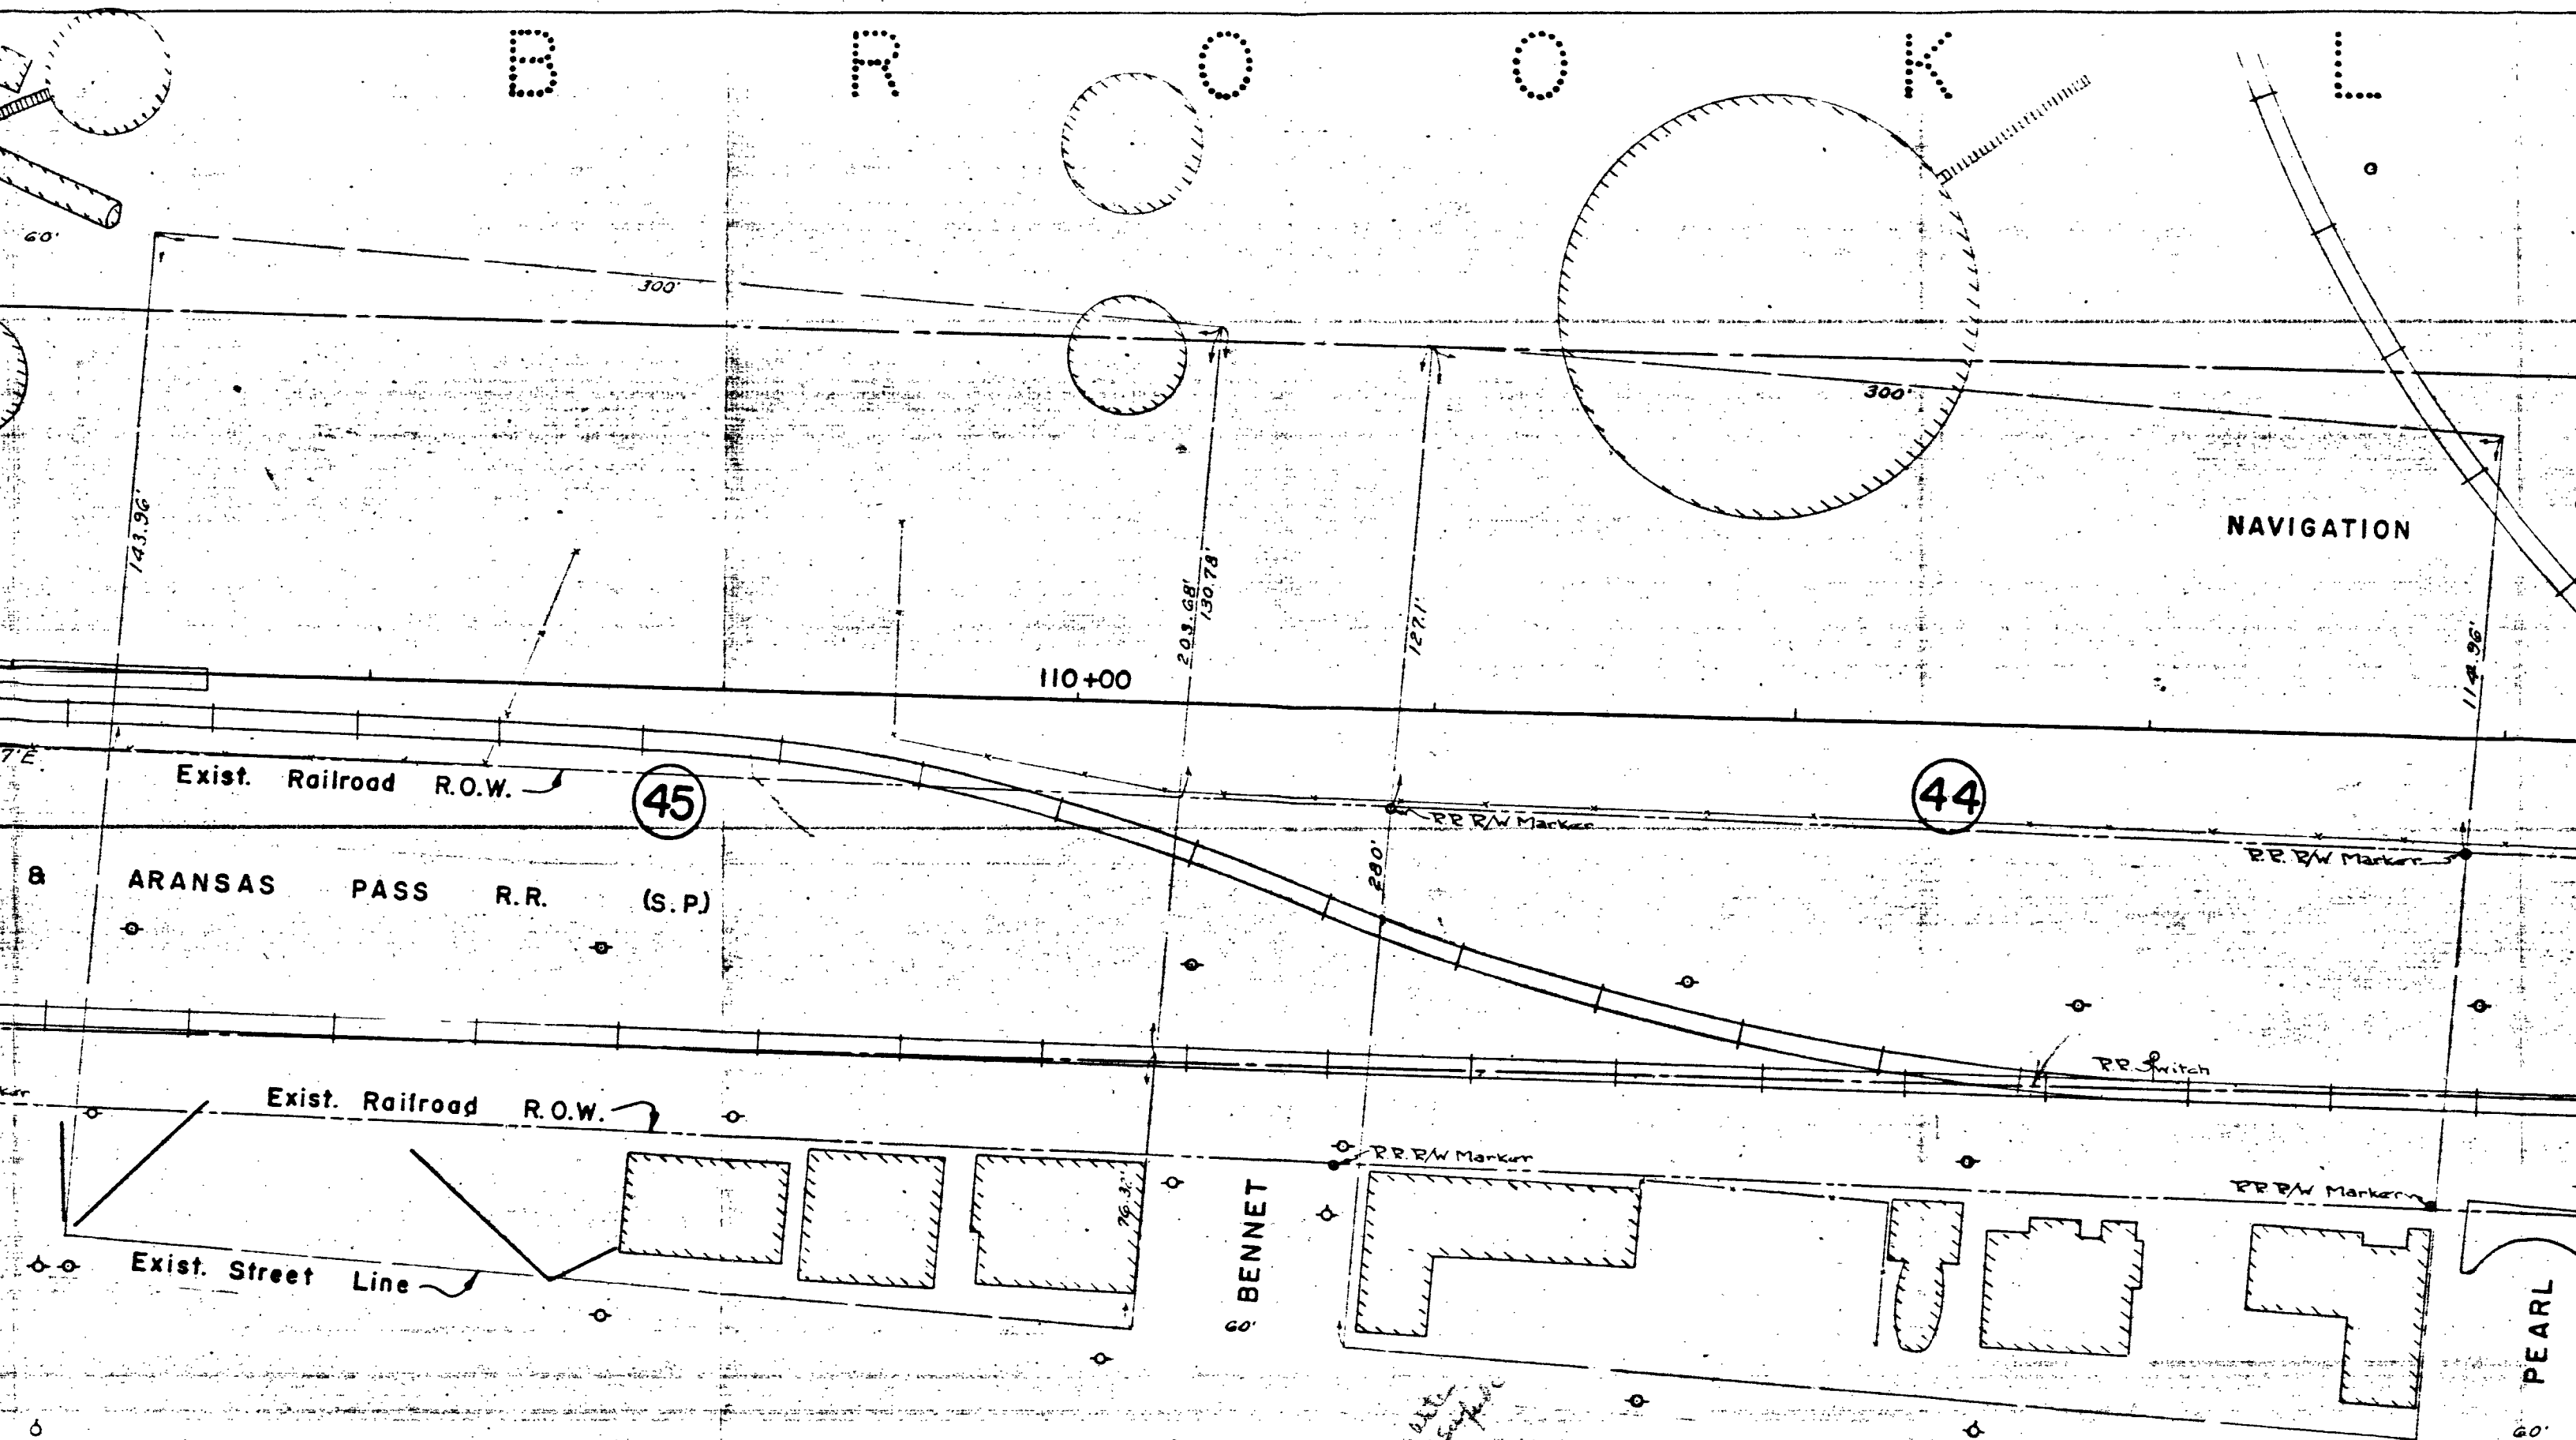 B R O O K L
60'
300'
300'
143.96'
203.68'
130.78'
127.1'
NAVIGATION
114.96'
110+00
7'E.
Exist. Railroad R.O.W.
45
44
R.R. R/W Marker
R.R. R/W Marker
280'
& ARANSAS PASS R.R. (S.P.)
R.R. Switch
Exist. Railroad R.O.W.
R.R. R/W Marker
R.R. R/W Marker
76.3'
BENNET
60'
Exist. Street Line
PEARL
60'